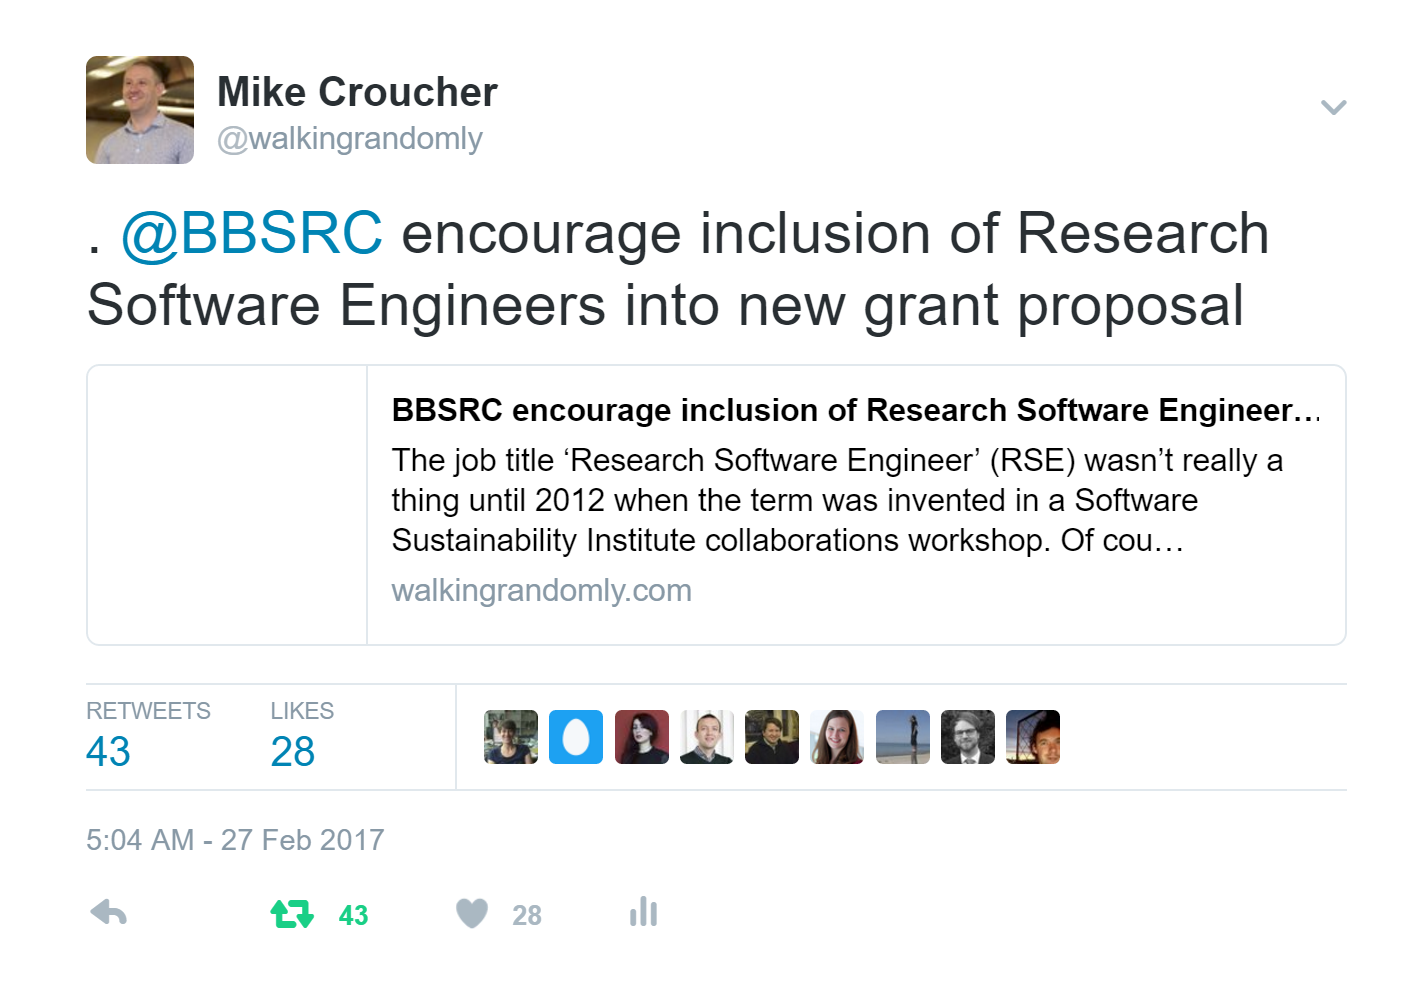 Mike Croucher
@walkingrandomly
. @BBSRC encourage inclusion of Research
Software Engineers into new grant proposal
BBSRC encourage inclusion of Research Software Engineer…
The job title ‘Research Software Engineer’ (RSE) wasn’t really a
thing until 2012 when the term was invented in a Software
Sustainability Institute collaborations workshop. Of cou…
walkingrandomly.com
RETWEETS LIKES
43 28
5:04 AM - 27 Feb 2017
43 28